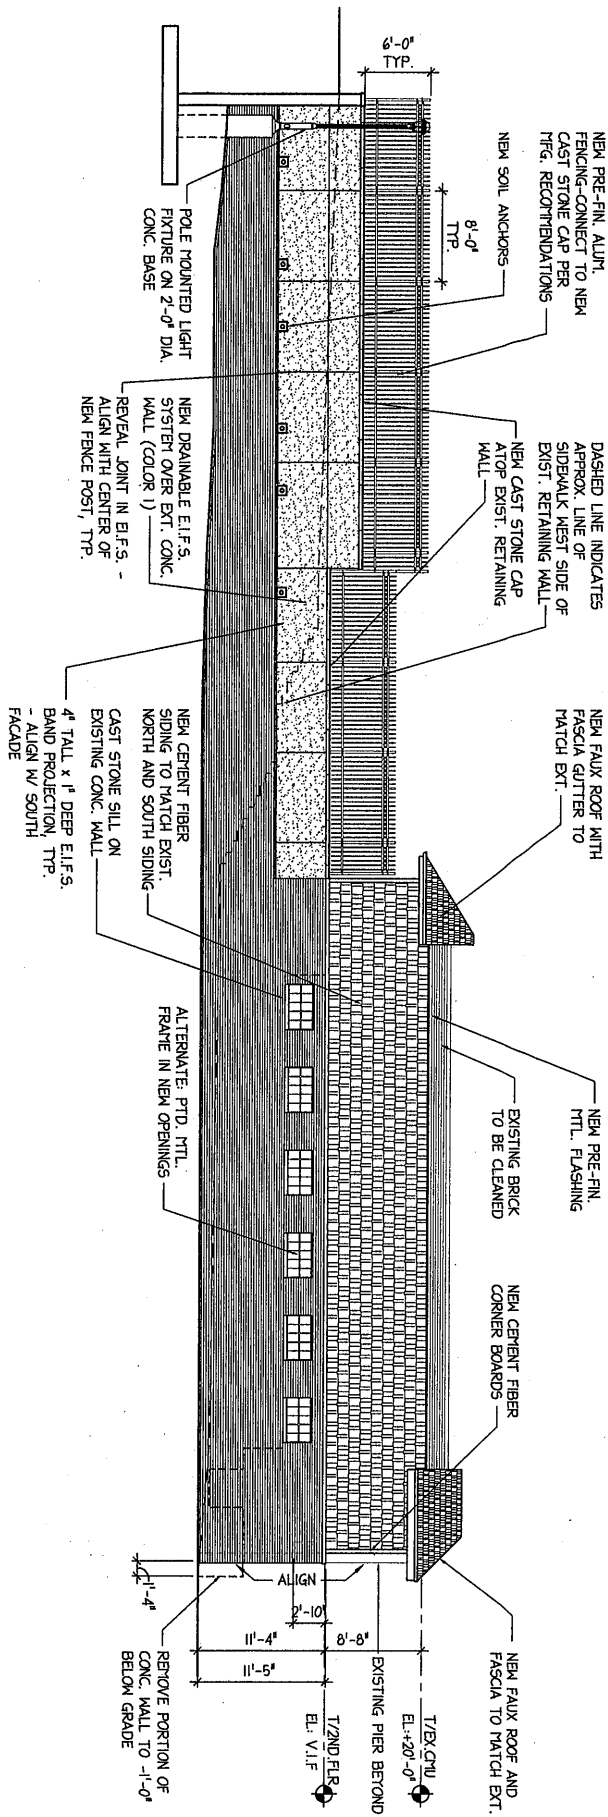 6'-0"
TYP.
NEW PRE-FIN. ALUM.
FENCING-CONNECT TO NEW
CAST STONE CAP PER
MFG. RECOMMENDATIONS
NEW SOIL ANCHORS
8'-0"
TYP.
DASHED LINE INDICATES
APPROX. LINE OF
SIDEWALK WEST SIDE OF
EXIST. RETAINING WALL
NEW CAST STONE CAP
ATOP EXIST. RETAINING
WALL
NEW FAUX ROOF WITH
FASCIA GUTTER TO
MATCH EXT.
NEW PRE-FIN.
MTL. FLASHING
EXISTING BRICK
TO BE CLEANED
NEW CEMENT FIBER
CORNER BOARDS
NEW FAUX ROOF AND
FASCIA TO MATCH EXT.
T/EX.CMU
EL:+20'-0"
EXISTING PIER BEYOND
T/2ND.FLR.
EL: V.I.F
8'-8"
2'-10"
11'-4"
11'-5"
ALIGN
1'-4"
REMOVE PORTION OF
CONC. WALL TO -1'-0"
BELOW GRADE
POLE MOUNTED LIGHT
FIXTURE ON 2'-0" DIA.
CONC. BASE
NEW DRAINABLE E.I.F.S.
SYSTEM OVER EXT. CONC.
WALL (COLOR 1)
REVEAL JOINT IN E.I.F.S. -
ALIGN WITH CENTER OF
NEW FENCE POST, TYP.
NEW CEMENT FIBER
SIDING TO MATCH EXIST.
NORTH AND SOUTH SIDING
CAST STONE SILL ON
EXISTING CONC. WALL
4" TALL x 1" DEEP E.I.F.S.
BAND PROJECTION, TYP.
- ALIGN W/ SOUTH
FACADE
ALTERNATE: PTD. MTL.
FRAME IN NEW OPENINGS